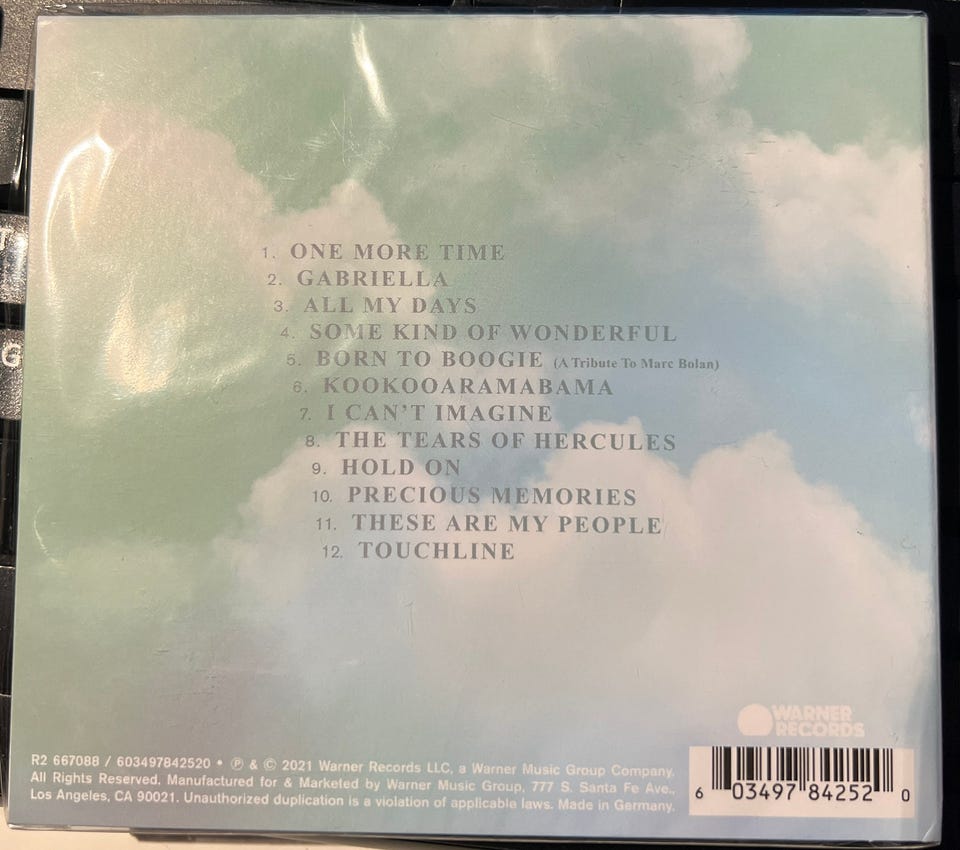 1. ONE MORE TIME
2. GABRIELLA
3. ALL MY DAYS
4. SOME KIND OF WONDERFUL
5. BORN TO BOOGIE (A Tribute To Marc Bolan)
6. KOOKOOARAMABAMA
7. I CAN'T IMAGINE
8. THE TEARS OF HERCULES
9. HOLD ON
10. PRECIOUS MEMORIES
11. THESE ARE MY PEOPLE
12. TOUCHLINE
WARNER
RECORDS
R2 667088 / 603497842520 • ℗ & © 2021 Warner Records LLC, a Warner Music Group Company.
All Rights Reserved. Manufactured for & Marketed by Warner Music Group, 777 S. Santa Fe Ave.,
Los Angeles, CA 90021. Unauthorized duplication is a violation of applicable laws. Made in Germany.
6 03497 84252 0
T
G